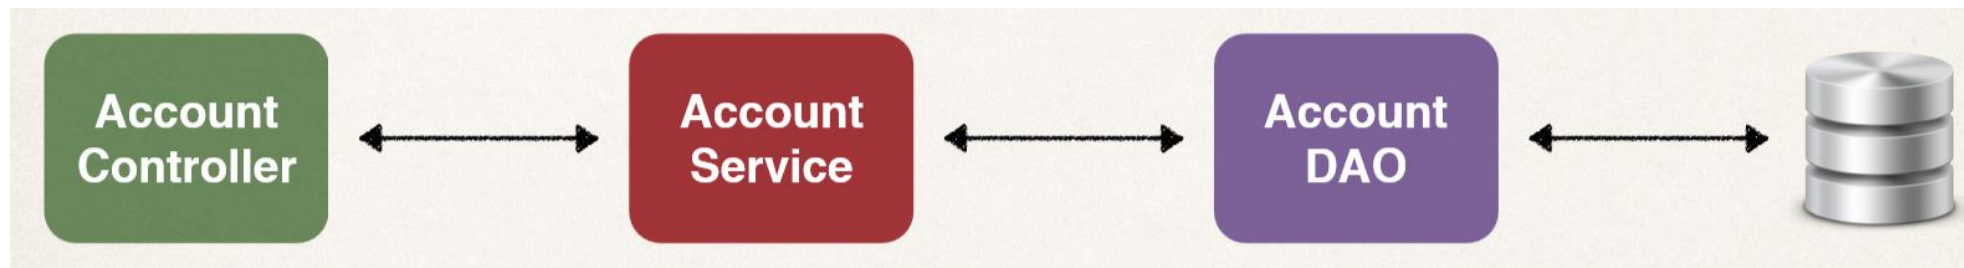 Account
Controller
Account
Service
Account
DAO